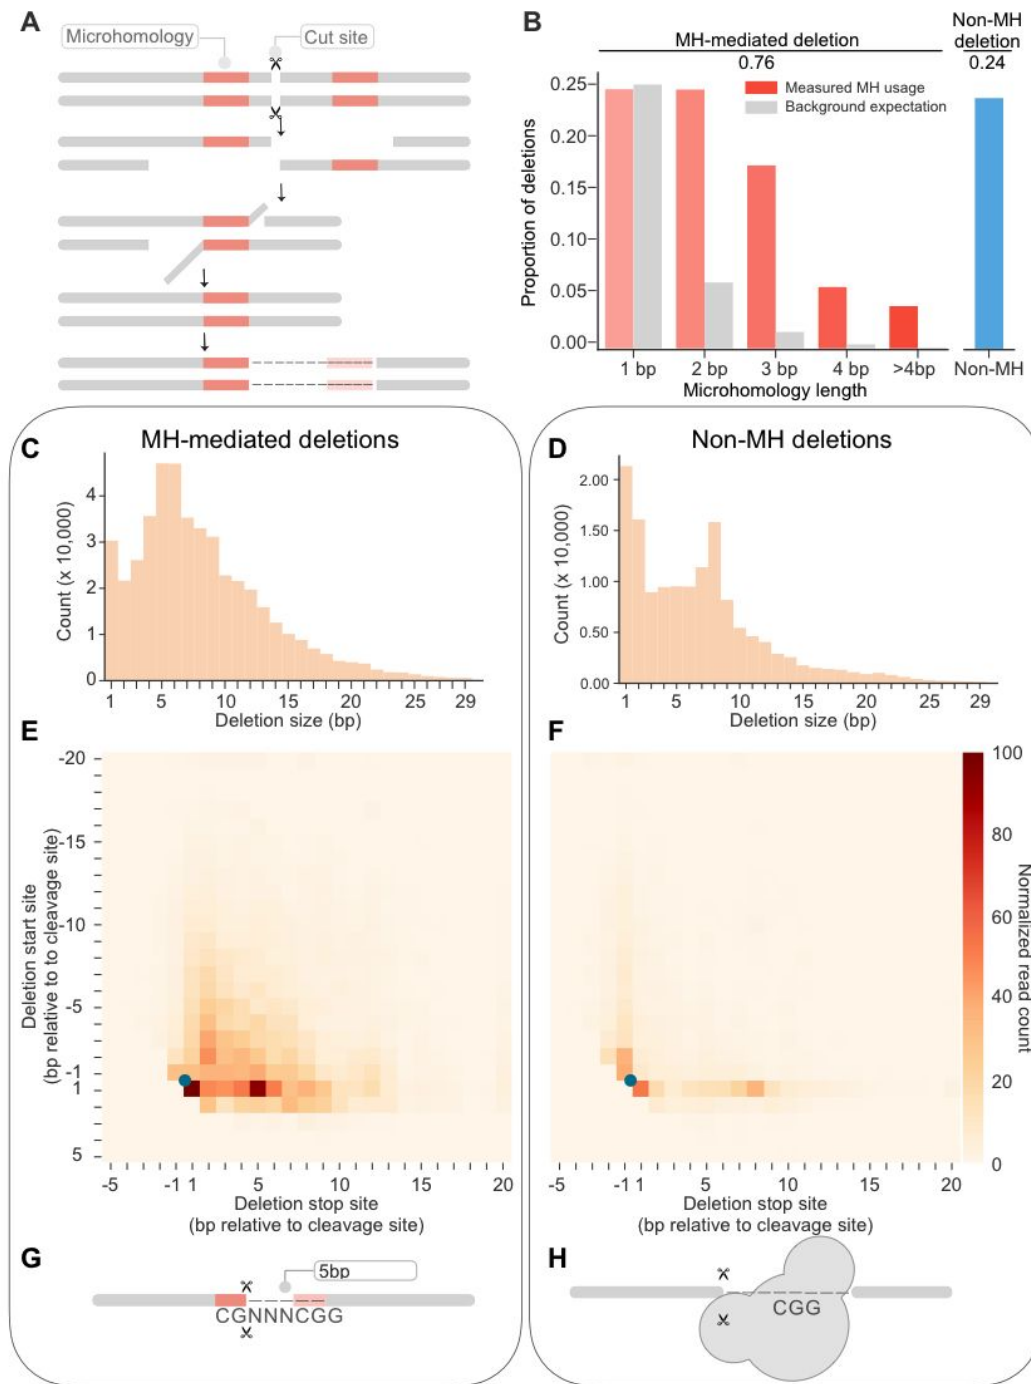 A
Microhomology
Cut site
B
MH-mediated deletion
0.76
Non-MH
deletion
0.24
Measured MH usage
Background expectation
Proportion of deletions
0.25
0.20
0.15
0.10
0.05
0.00
1 bp
2 bp
3 bp
4 bp
>4bp
Non-MH
Microhomology length
C
MH-mediated deletions
Count (x 10,000)
4
3
2
1
0
1
5
10
15
20
25
29
Deletion size (bp)
D
Non-MH deletions
Count (x 10,000)
2.00
1.50
1.00
0.50
0.00
1
5
10
15
20
25
29
Deletion size (bp)
E
Deletion start site
(bp relative to to cleavage site)
-20
-15
-10
-5
-1
1
5
-5
-1 1
5
10
15
20
Deletion stop site
(bp relative to cleavage site)
F
-5
-1 1
5
10
15
20
Deletion stop site
(bp relative to cleavage site)
100
80
60
40
20
0
Normalized read count
G
5bp
CGNNNCGG
H
CGG